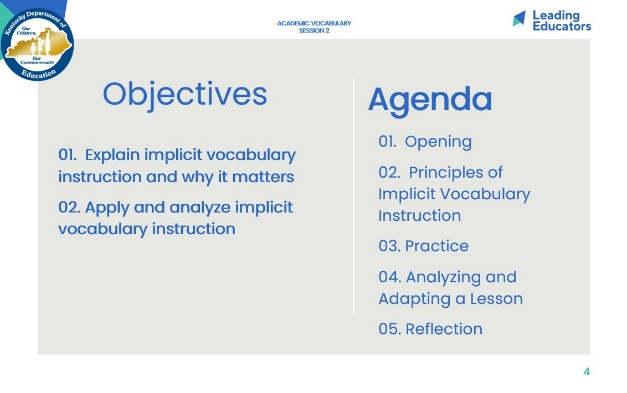 Kentucky Department of
Our
Children,
Our
Commonwealth
Education
ACADEMIC VOCABULARY
SESSION 2
Leading
Educators
Objectives
01. Explain implicit vocabulary
instruction and why it matters
02. Apply and analyze implicit
vocabulary instruction
Agenda
01. Opening
02. Principles of
Implicit Vocabulary
Instruction
03. Practice
04. Analyzing and
Adapting a Lesson
05. Reflection
4